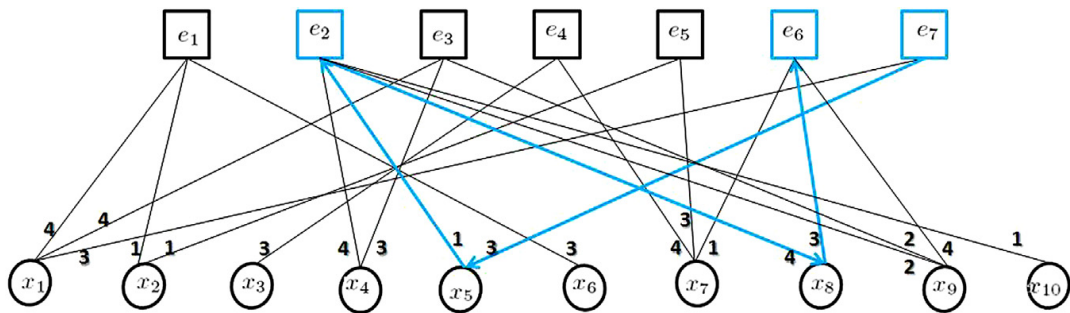 e₁ e₂ e₃ e₄ e₅ e₆ e₇
4 4 3 1 1 3 4 3 1 3 3 3 4 1 3 4 2 2 4 1
x₁ x₂ x₃ x₄ x₅ x₆ x₇ x₈ x₉ x₁₀